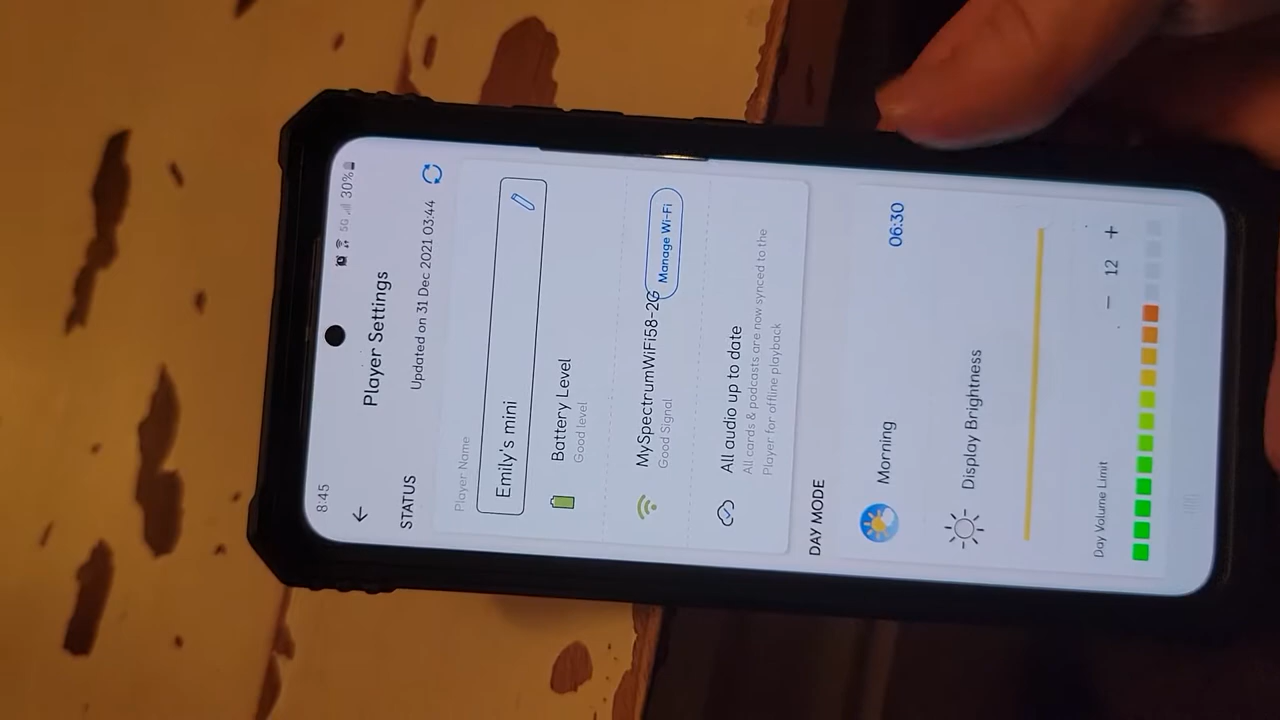 8:45 5G 30%
Player Settings
STATUS Updated on 31 Dec 2021 03:44
Player Name
Emily's mini
Battery Level
Good level
MySpectrumWiFi58-2G
Good Signal
Manage Wi-Fi
All audio up to date
All cards & podcasts are now synced to the
Player for offline playback
DAY MODE
Morning 06:30
Display Brightness
Day Volume Limit − 12 +